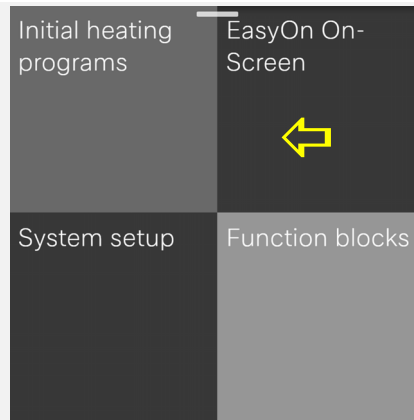 Initial heating
programs
EasyOn On-
Screen
System setup
Function blocks